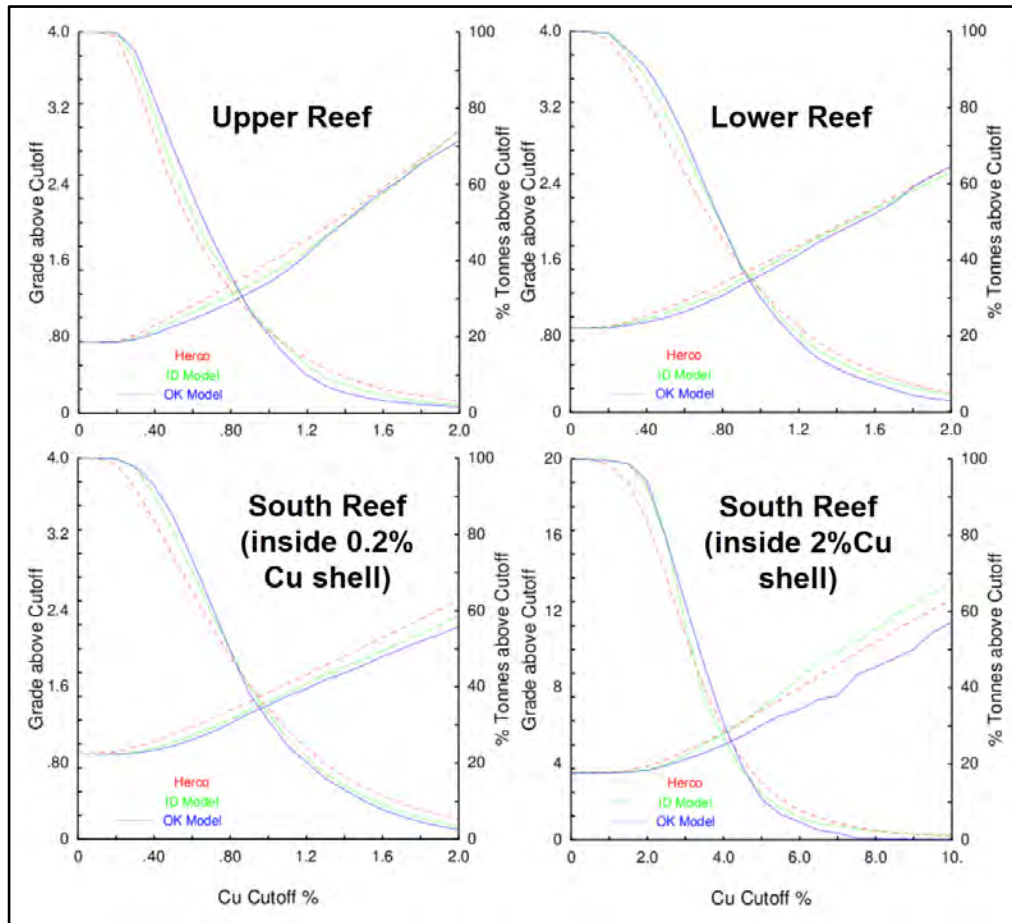 4.0
3.2
2.4
1.6
.80
0
Grade above Cutoff
Upper Reef
Herco
ID Model
OK Model
100
80
60
40
20
0
% Tonnes above Cutoff
0 .40 .80 1.2 1.6 2.0
4.0
3.2
2.4
1.6
.80
0
Grade above Cutoff
Lower Reef
Herco
ID Model
OK Model
100
80
60
40
20
0
% Tonnes above Cutoff
0 .40 .80 1.2 1.6 2.0
4.0
3.2
2.4
1.6
.80
0
Grade above Cutoff
South Reef
(inside 0.2%
Cu shell)
Herco
ID Model
OK Model
100
80
60
40
20
0
% Tonnes above Cutoff
0 .40 .80 1.2 1.6 2.0
Cu Cutoff %
20
16
12
8
4
0
Grade above Cutoff
South Reef
(inside 2%Cu
shell)
Herco
ID Model
OK Model
100
80
60
40
20
0
% Tonnes above Cutoff
0 2.0 4.0 6.0 8.0 10.
Cu Cutoff %